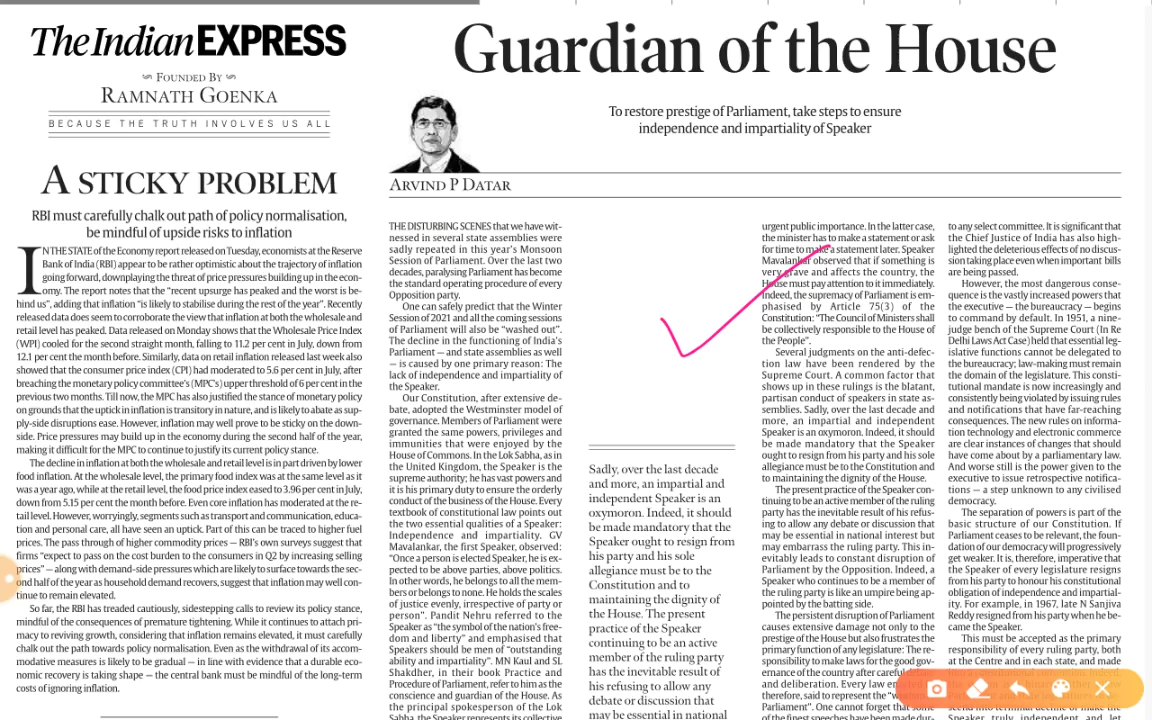 The Indian EXPRESS
FOUNDED BY
RAMNATH GOENKA
BECAUSE THE TRUTH INVOLVES US ALL
A STICKY PROBLEM
RBI must carefully chalk out path of policy normalisation,
be mindful of upside risks to inflation
IN THE STATE of the Economy report released on Tuesday, economists at the Reserve
Bank of India (RBI) appear to be rather optimistic about the trajectory of inflation
going forward, downplaying the threat of price pressures building up in the econ-
omy. The report notes that the “recent upsurge has peaked and the worst is be-
hind us”, adding that inflation “is likely to stabilise during the rest of the year”. Recently
released data does seem to corroborate the view that inflation at both the wholesale and
retail level has peaked. Data released on Monday shows that the Wholesale Price Index
(WPI) cooled for the second straight month, falling to 11.2 per cent in July, down from
12.1 per cent the month before. Similarly, data on retail inflation released last week also
showed that the consumer price index (CPI) had moderated to 5.6 per cent in July, after
breaching the monetary policy committee’s (MPC’s) upper threshold of 6 per cent in the
previous two months. Till now, the MPC has also justified the stance of monetary policy
on grounds that the uptick in inflation is transitory in nature, and is likely to abate as sup-
ply-side disruptions ease. However, inflation may well prove to be sticky on the down-
side. Price pressures may build up in the economy during the second half of the year,
making it difficult for the MPC to continue to justify its current policy stance.
The decline in inflation at both the wholesale and retail level is in part driven by lower
food inflation. At the wholesale level, the primary food index was at the same level as it
was a year ago, while at the retail level, the food price index eased to 3.96 per cent in July,
down from 5.15 per cent the month before. Even core inflation has moderated at the re-
tail level. However, worryingly, segments such as transport and communication, educa-
tion and personal care, all have seen an uptick. Part of this can be traced to higher fuel
prices. The pass through of higher commodity prices — RBI’s own surveys suggest that
firms “expect to pass on the cost burden to the consumers in Q2 by increasing selling
prices” — along with demand-side pressures which are likely to surface towards the sec-
ond half of the year as household demand recovers, suggest that inflation may well con-
tinue to remain elevated.
So far, the RBI has treaded cautiously, sidestepping calls to review its policy stance,
mindful of the consequences of premature tightening. While it continues to attach pri-
macy to reviving growth, considering that inflation remains elevated, it must carefully
chalk out the path towards policy normalisation. Even as the withdrawal of its accom-
modative measures is likely to be gradual — in line with evidence that a durable eco-
nomic recovery is taking shape — the central bank must be mindful of the long-term
costs of ignoring inflation.
Guardian of the House
To restore prestige of Parliament, take steps to ensure
independence and impartiality of Speaker
ARVIND P DATAR
THE DISTURBING SCENES that we have wit-
nessed in several state assemblies were
sadly repeated in this year’s Monsoon
Session of Parliament. Over the last two
decades, paralysing Parliament has become
the standard operating procedure of every
Opposition party.
One can safely predict that the Winter
Session of 2021 and all the coming sessions
of Parliament will also be “washed out”.
The decline in the functioning of India’s
Parliament — and state assemblies as well
— is caused by one primary reason: The
lack of independence and impartiality of
the Speaker.
Our Constitution, after extensive de-
bate, adopted the Westminster model of
governance. Members of Parliament were
granted the same powers, privileges and
immunities that were enjoyed by the
House of Commons. In the Lok Sabha, as in
the United Kingdom, the Speaker is the
supreme authority; he has vast powers and
it is his primary duty to ensure the orderly
conduct of the business of the House. Every
textbook of constitutional law points out
the two essential qualities of a Speaker:
Independence and impartiality. GV
Mavalankar, the first Speaker, observed:
“Once a person is elected Speaker, he is ex-
pected to be above parties, above politics.
In other words, he belongs to all the mem-
bers or belongs to none. He holds the scales
of justice evenly, irrespective of party or
person”. Pandit Nehru referred to the
Speaker as “the symbol of the nation’s free-
dom and liberty” and emphasised that
Speakers should be men of “outstanding
ability and impartiality”. MN Kaul and SL
Shakdher, in their book Practice and
Procedure of Parliament, refer to him as the
conscience and guardian of the House. As
the principal spokesperson of the Lok
Sabha, the Speaker represents its collective
Sadly, over the last decade
and more, an impartial and
independent Speaker is an
oxymoron. Indeed, it should
be made mandatory that the
Speaker ought to resign from
his party and his sole
allegiance must be to the
Constitution and to
maintaining the dignity of
the House. The present
practice of the Speaker
continuing to be an active
member of the ruling party
has the inevitable result of
his refusing to allow any
debate or discussion that
may be essential in national
urgent public importance. In the latter case,
the minister has to make a statement or ask
for time to make a statement later. Speaker
Mavalankar observed that if something is
very grave and affects the country, the
House must pay attention to it immediately.
Indeed, the supremacy of Parliament is em-
phasised by Article 75(3) of the
Constitution: “The Council of Ministers shall
be collectively responsible to the House of
the People”.
Several judgments on the anti-defec-
tion law have been rendered by the
Supreme Court. A common factor that
shows up in these rulings is the blatant,
partisan conduct of speakers in state as-
semblies. Sadly, over the last decade and
more, an impartial and independent
Speaker is an oxymoron. Indeed, it should
be made mandatory that the Speaker
ought to resign from his party and his sole
allegiance must be to the Constitution and
to maintaining the dignity of the House.
The present practice of the Speaker con-
tinuing to be an active member of the ruling
party has the inevitable result of his refus-
ing to allow any debate or discussion that
may be essential in national interest but
may embarrass the ruling party. This in-
evitably leads to constant disruption of
Parliament by the Opposition. Indeed, a
Speaker who continues to be a member of
the ruling party is like an umpire being ap-
pointed by the batting side.
The persistent disruption of Parliament
causes extensive damage not only to the
prestige of the House but also frustrates the
primary function of any legislature: The re-
sponsibility to make laws for the good gov-
ernance of the country after careful
and deliberation. Every law
therefore, said to represent the
Parliament”. One cannot forget that
of the finest speeches have been made dur-
to any select committee. It is significant that
the Chief Justice of India has also high-
lighted the deleterious effects of no discus-
sion taking place even when important bills
are being passed.
However, the most dangerous conse-
quence is the vastly increased powers that
the executive — the bureaucracy — begins
to command by default. In 1951, a nine-
judge bench of the Supreme Court (In Re
Delhi Laws Act Case) held that essential leg-
islative functions cannot be delegated to
the bureaucracy; law-making must remain
the domain of the legislature. This consti-
tutional mandate is now increasingly and
consistently being violated by issuing rules
and notifications that have far-reaching
consequences. The new rules on informa-
tion technology and electronic commerce
are clear instances of changes that should
have come about by a parliamentary law.
And worse still is the power given to the
executive to issue retrospective notifica-
tions — a step unknown to any civilised
democracy.
The separation of powers is part of the
basic structure of our Constitution. If
Parliament ceases to be relevant, the foun-
dation of our democracy will progressively
get weaker. It is, therefore, imperative that
the Speaker of every legislature resigns
from his party to honour his constitutional
obligation of independence and impartial-
ity. For example, in 1967, late N Sanjiva
Reddy resigned from his party when he be-
came the Speaker.
This must be accepted as the primary
responsibility of every ruling party, both
at the Centre and in each state, and made
Speaker truly independent and let